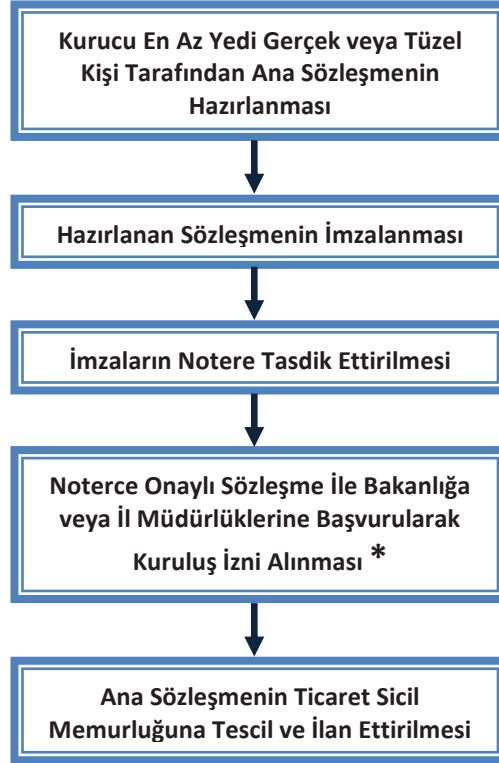 Kurucu En Az Yedi Gerçek veya Tüzel
Kişi Tarafından Ana Sözleşmenin
Hazırlanması
Hazırlanan Sözleşmenin İmzalanması
İmzaların Notere Tasdik Ettirilmesi
Noterce Onaylı Sözleşme İle Bakanlığa
veya İl Müdürlüklerine Başvurularak
Kuruluş İzni Alınması *
Ana Sözleşmenin Ticaret Sicil
Memurluğuna Tescil ve İlan Ettirilmesi